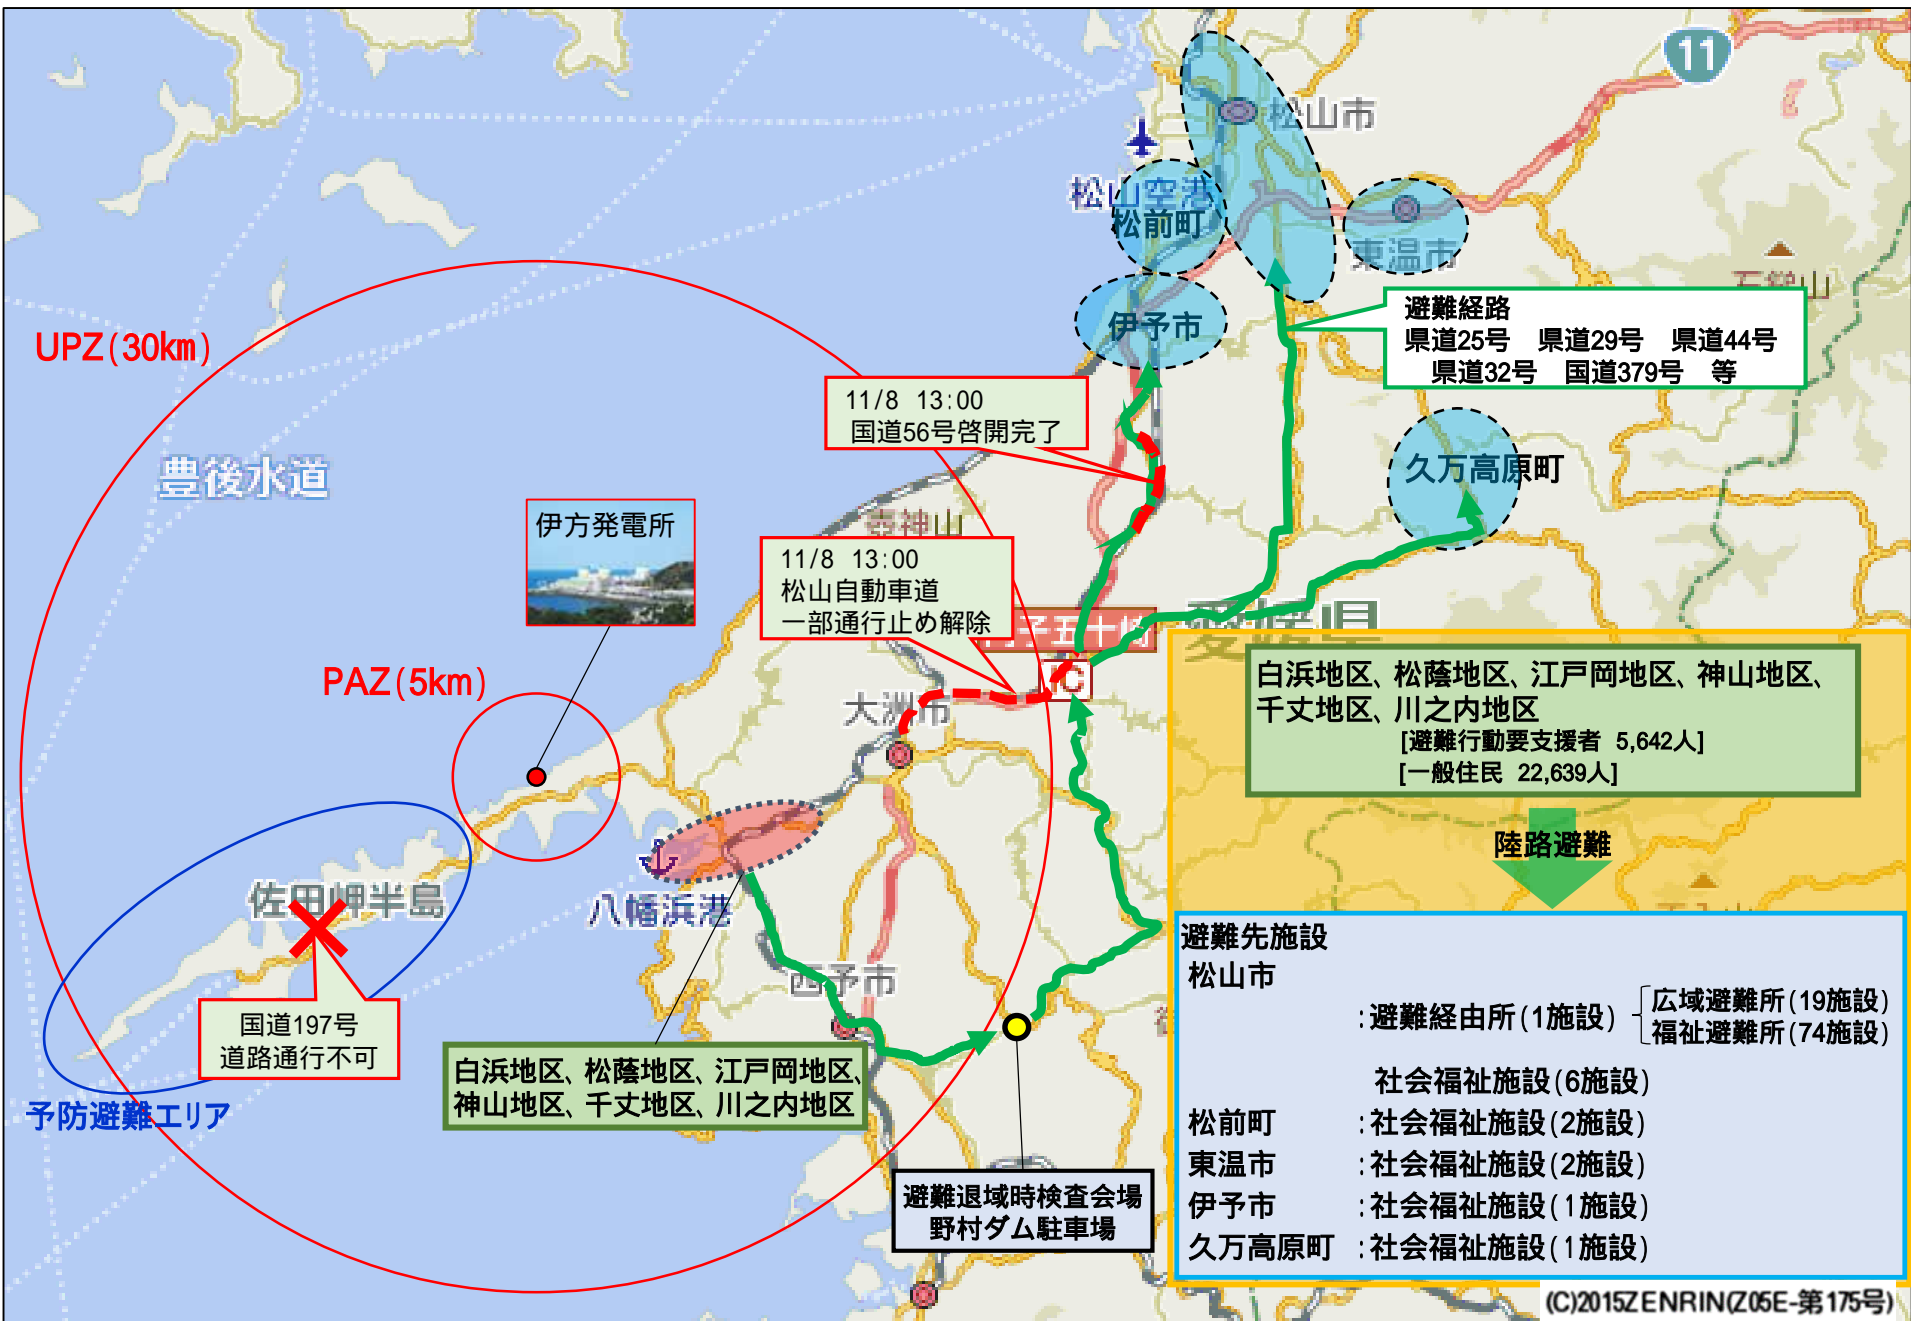 11
松山市
松山空港
松前町
東温市
石鎚山
伊予市
避難経路
県道25号　県道29号　県道44号
県道32号　国道379号　等
UPZ(30km)
11/8 13:00
国道56号啓開完了
久万高原町
豊後水道
伊方発電所
壺神山
11/8 13:00
松山自動車道
一部通行止め解除
子五十崎
IC
愛媛県
PAZ(5km)
大洲市
白浜地区、松蔭地区、江戸岡地区、神山地区、
千丈地区、川之内地区
[避難行動要支援者 5,642人]
[一般住民 22,639人]
陸路避難
佐田岬半島
八幡浜港
西予市
国道197号
道路通行不可
予防避難エリア
白浜地区、松蔭地区、江戸岡地区、
神山地区、千丈地区、川之内地区
避難退域時検査会場
野村ダム駐車場
避難先施設
松山市
:避難経由所(1施設)
広域避難所(19施設)
福祉避難所(74施設)
社会福祉施設(6施設)
松前町　:社会福祉施設(2施設)
東温市　:社会福祉施設(2施設)
伊予市　:社会福祉施設(1施設)
久万高原町　:社会福祉施設(1施設)
(C)2015ZENRIN(Z05E-第175号)